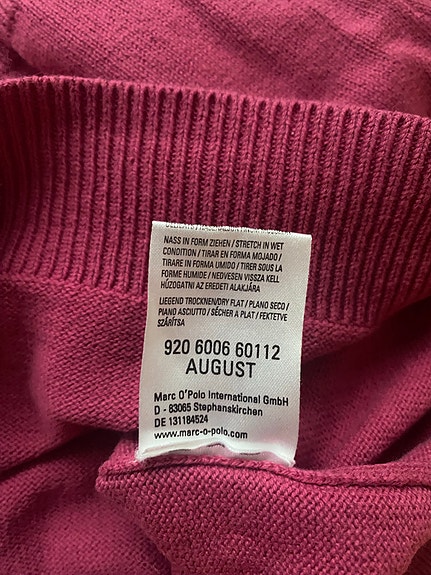 NASS IN FORM ZIEHEN / STRETCH IN WET
CONDITION / TIRAR EN FORMA MOJADO /
TIRARE IN FORMA UMIDO / TIRER SOUS LA
FORME HUMIDE / NEDVESEN VISSZA KELL
HÚZOGATNI AZ EREDETI ALAKJÁRA
LIEGEND TROCKNEN/DRY FLAT / PLANO SECO /
PIANO ASCIUTTO / SÉCHER A PLAT / FEKTETVE
SZÁRÍTSA
920 6006 60112
AUGUST
Marc O'Polo International GmbH
D - 83065 Stephanskirchen
DE 131184524
www.marc-o-polo.com